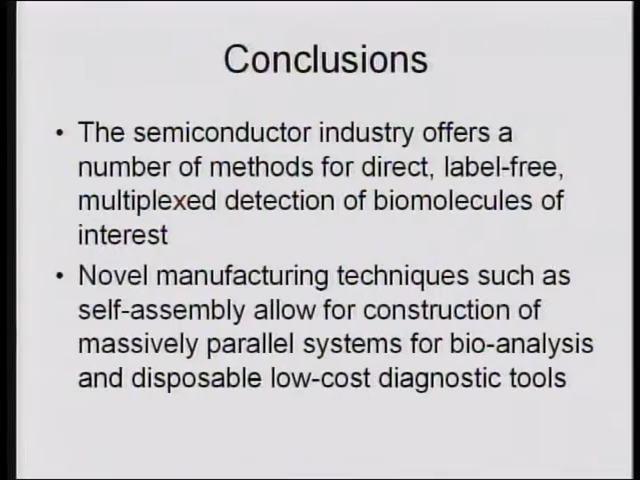 Conclusions
• The semiconductor industry offers a
number of methods for direct, label-free,
multiplexed detection of biomolecules of
interest
• Novel manufacturing techniques such as
self-assembly allow for construction of
massively parallel systems for bio-analysis
and disposable low-cost diagnostic tools